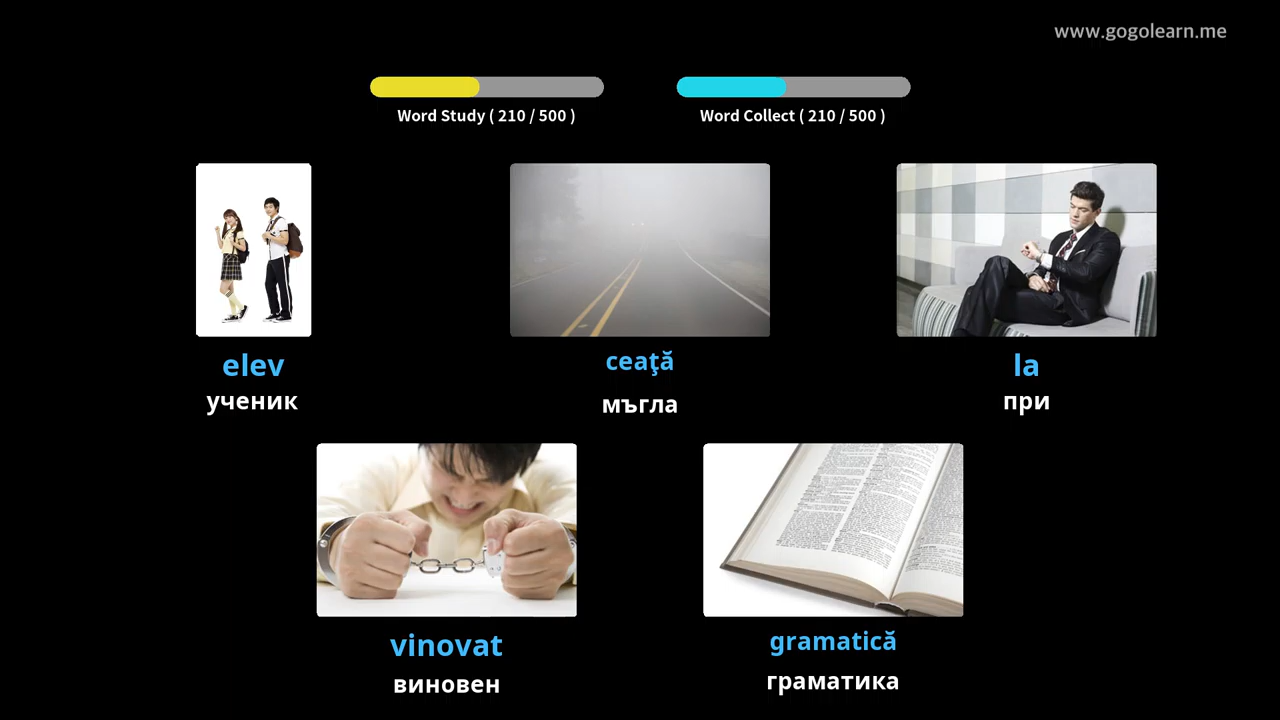 www.gogolearn.me
Word Study ( 210 / 500 )
Word Collect ( 210 / 500 )
elev
ученик
ceaţă
мъгла
la
при
vinovat
виновен
gramatică
граматика